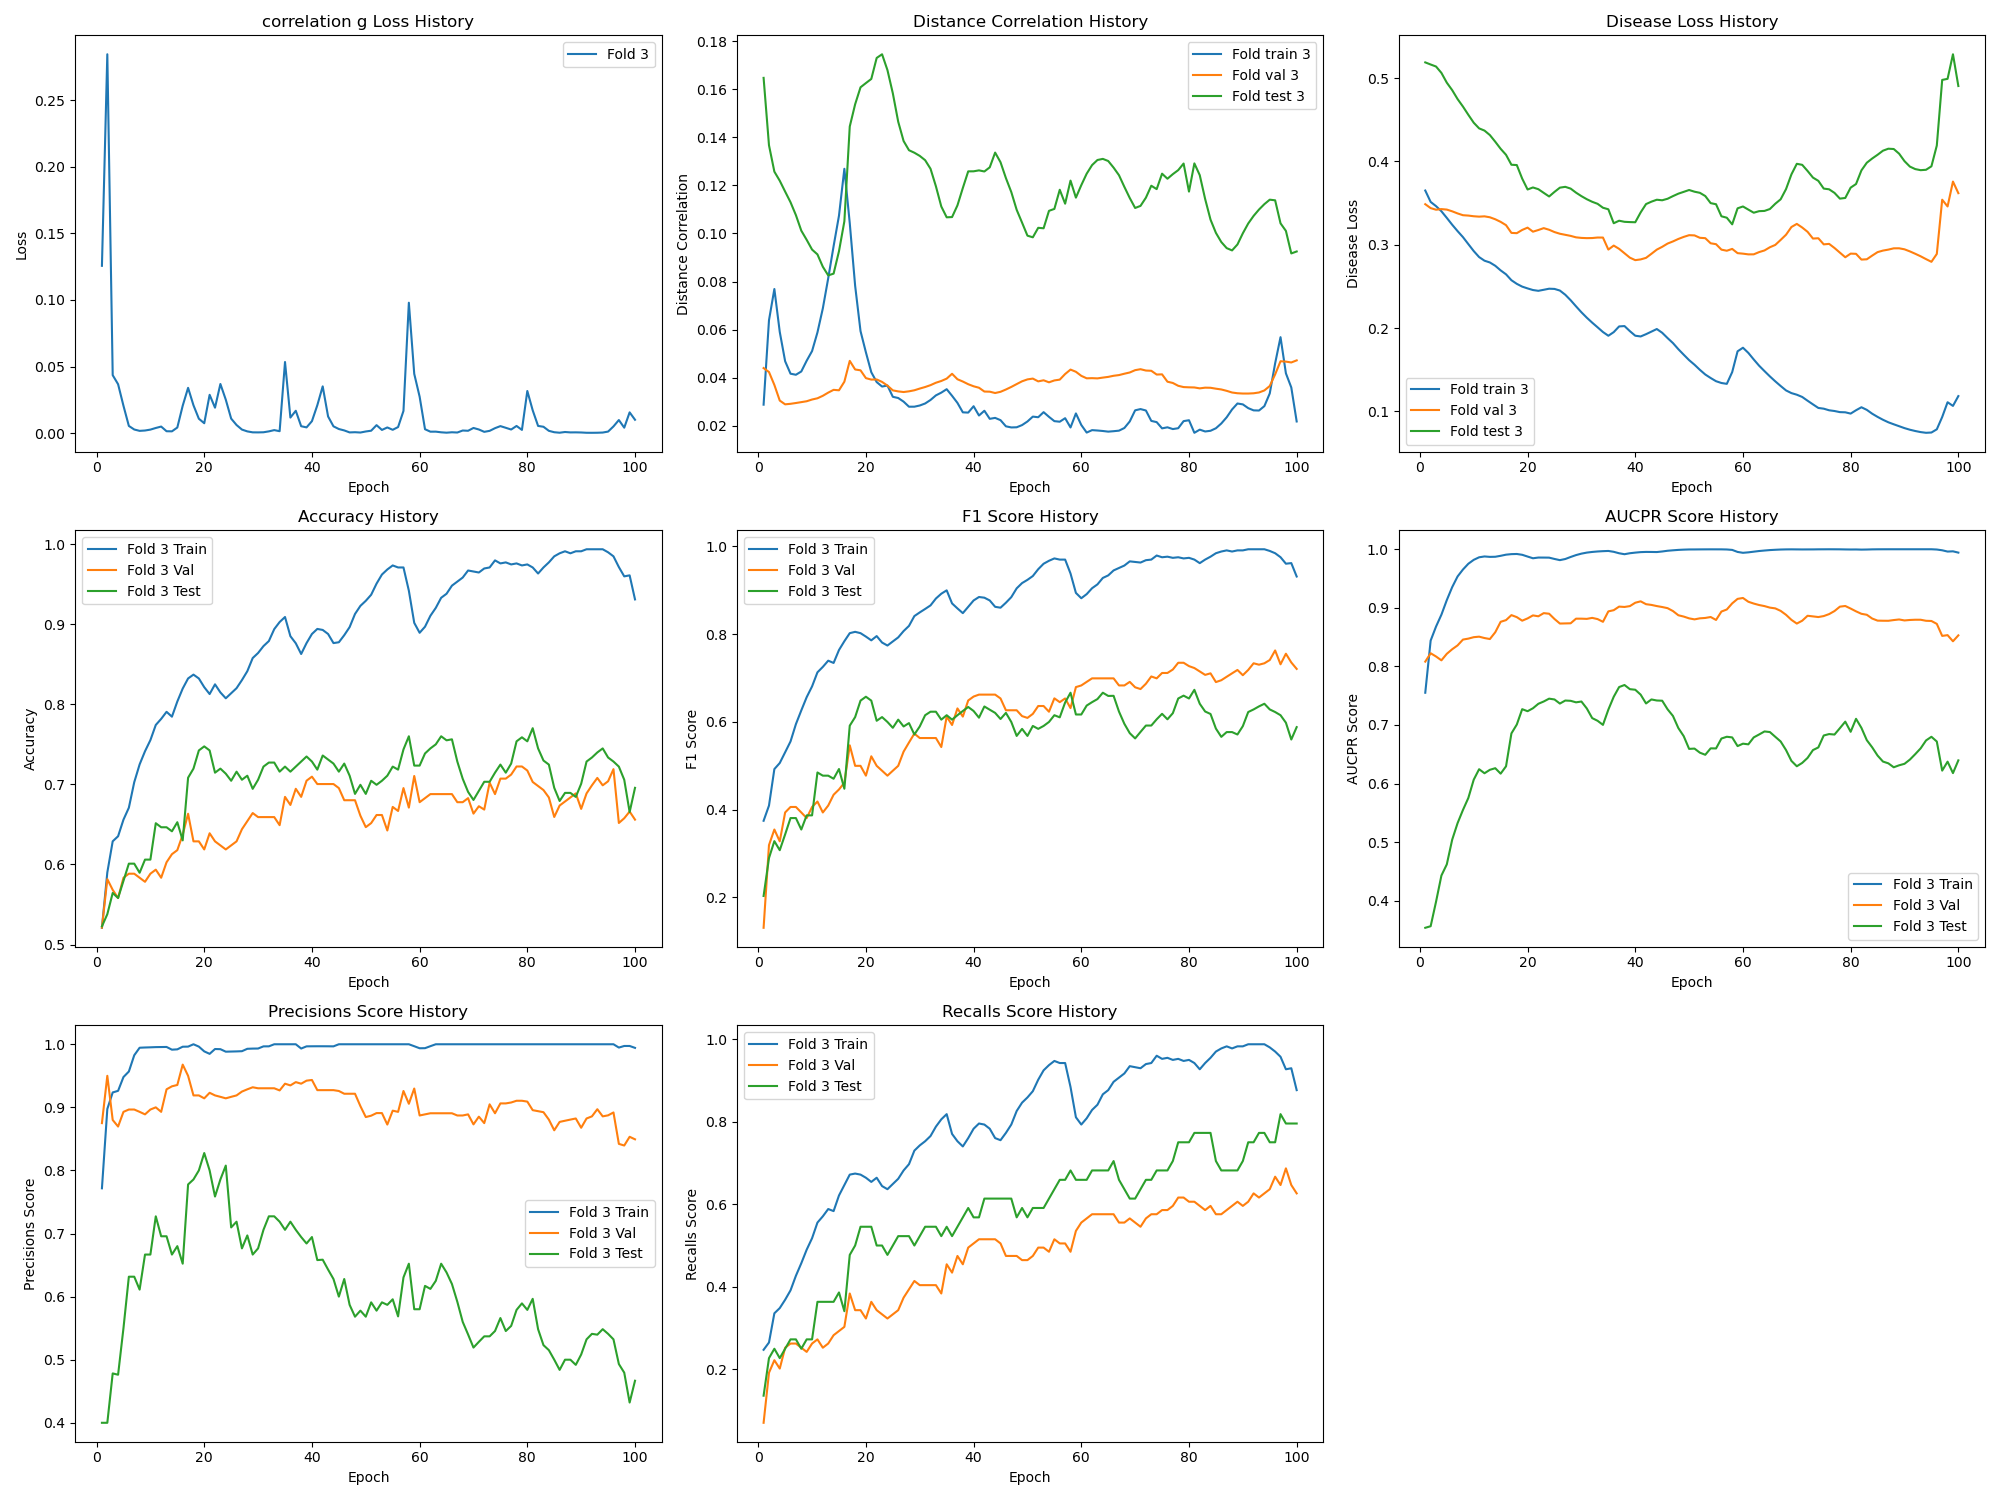 correlation g Loss History
Fold 3
0.25
0.20
0.15
0.10
0.05
0.00
Loss
0 20 40 60 80 100
Epoch
Distance Correlation History
Fold train 3
Fold val 3
Fold test 3
0.18
0.16
0.14
0.12
0.10
0.08
0.06
0.04
0.02
Distance Correlation
0 20 40 60 80 100
Epoch
Disease Loss History
0.5
0.4
0.3
0.2
0.1
Disease Loss
Fold train 3
Fold val 3
Fold test 3
0 20 40 60 80 100
Epoch
Accuracy History
Fold 3 Train
Fold 3 Val
Fold 3 Test
1.0
0.9
0.8
0.7
0.6
0.5
Accuracy
0 20 40 60 80 100
Epoch
F1 Score History
Fold 3 Train
Fold 3 Val
Fold 3 Test
1.0
0.8
0.6
0.4
0.2
F1 Score
0 20 40 60 80 100
Epoch
AUCPR Score History
1.0
0.9
0.8
0.7
0.6
0.5
0.4
AUCPR Score
Fold 3 Train
Fold 3 Val
Fold 3 Test
0 20 40 60 80 100
Epoch
Precisions Score History
1.0
0.9
0.8
0.7
0.6
0.5
0.4
Precisions Score
Fold 3 Train
Fold 3 Val
Fold 3 Test
0 20 40 60 80 100
Epoch
Recalls Score History
Fold 3 Train
Fold 3 Val
Fold 3 Test
1.0
0.8
0.6
0.4
0.2
Recalls Score
0 20 40 60 80 100
Epoch